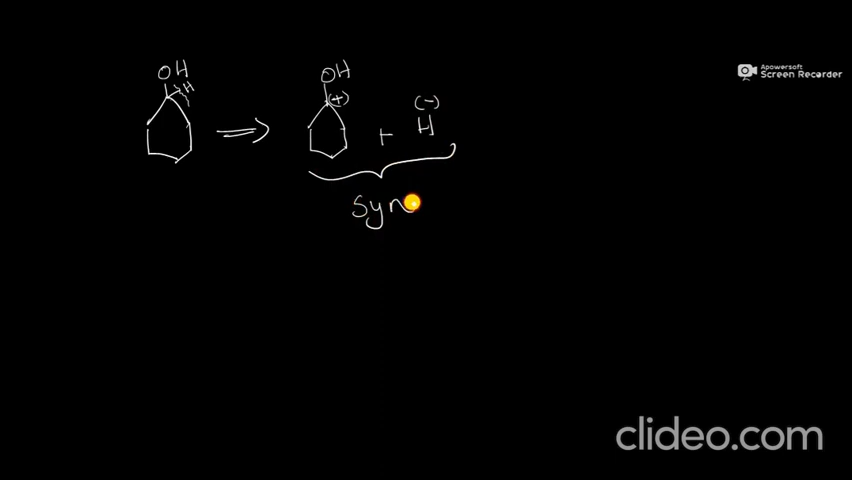 OH
H
OH
(+)
+
(-)
H
Syn
Apowersoft
Screen Recorder
clideo.com